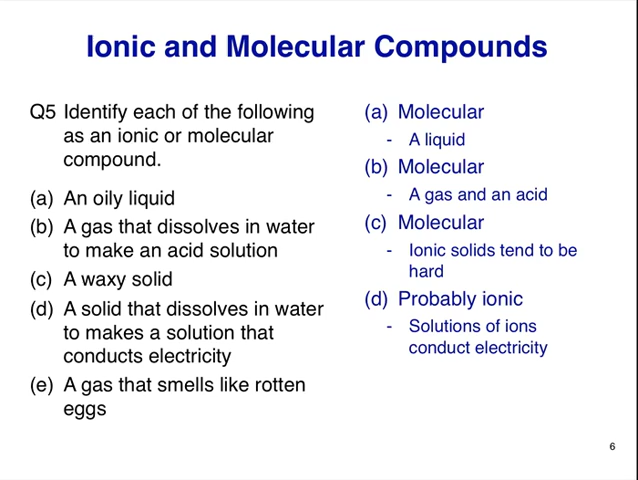 Ionic and Molecular Compounds
Q5 Identify each of the following
as an ionic or molecular
compound.
(a) An oily liquid
(b) A gas that dissolves in water
to make an acid solution
(c) A waxy solid
(d) A solid that dissolves in water
to makes a solution that
conducts electricity
(e) A gas that smells like rotten
eggs
(a) Molecular
- A liquid
(b) Molecular
- A gas and an acid
(c) Molecular
- Ionic solids tend to be
hard
(d) Probably ionic
- Solutions of ions
conduct electricity
6